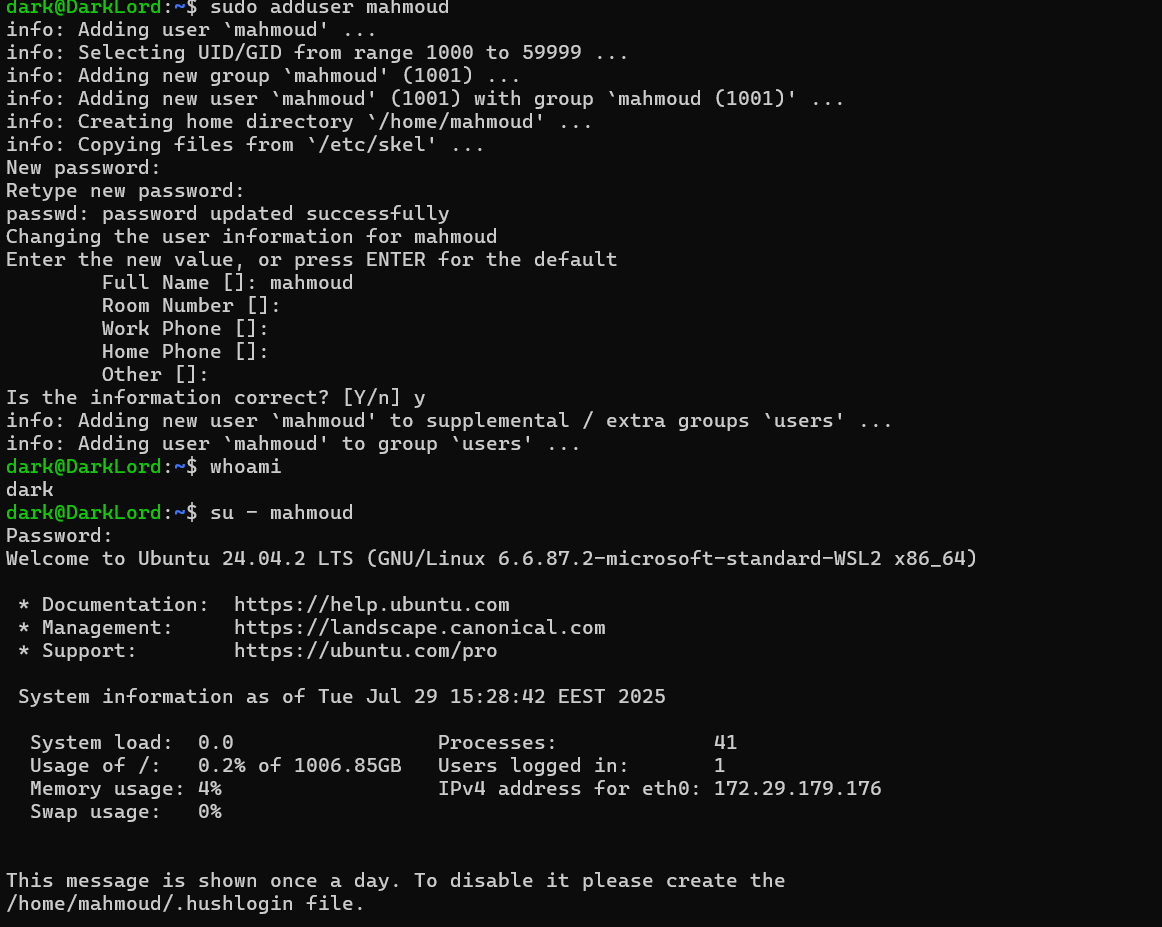 dark@DarkLord:~$ sudo adduser mahmoud
info: Adding user `mahmoud' ...
info: Selecting UID/GID from range 1000 to 59999 ...
info: Adding new group `mahmoud' (1001) ...
info: Adding new user `mahmoud' (1001) with group `mahmoud (1001)' ...
info: Creating home directory `/home/mahmoud' ...
info: Copying files from `/etc/skel' ...
New password:
Retype new password:
passwd: password updated successfully
Changing the user information for mahmoud
Enter the new value, or press ENTER for the default
        Full Name []: mahmoud
        Room Number []:
        Work Phone []:
        Home Phone []:
        Other []:
Is the information correct? [Y/n] y
info: Adding new user `mahmoud' to supplemental / extra groups `users' ...
info: Adding user `mahmoud' to group `users' ...
dark@DarkLord:~$ whoami
dark
dark@DarkLord:~$ su - mahmoud
Password:
Welcome to Ubuntu 24.04.2 LTS (GNU/Linux 6.6.87.2-microsoft-standard-WSL2 x86_64)

 * Documentation:  https://help.ubuntu.com
 * Management:     https://landscape.canonical.com
 * Support:        https://ubuntu.com/pro

 System information as of Tue Jul 29 15:28:42 EEST 2025

  System load:  0.0                 Processes:             41
  Usage of /:   0.2% of 1006.85GB   Users logged in:       1
  Memory usage: 4%                  IPv4 address for eth0: 172.29.179.176
  Swap usage:   0%


This message is shown once a day. To disable it please create the
/home/mahmoud/.hushlogin file.